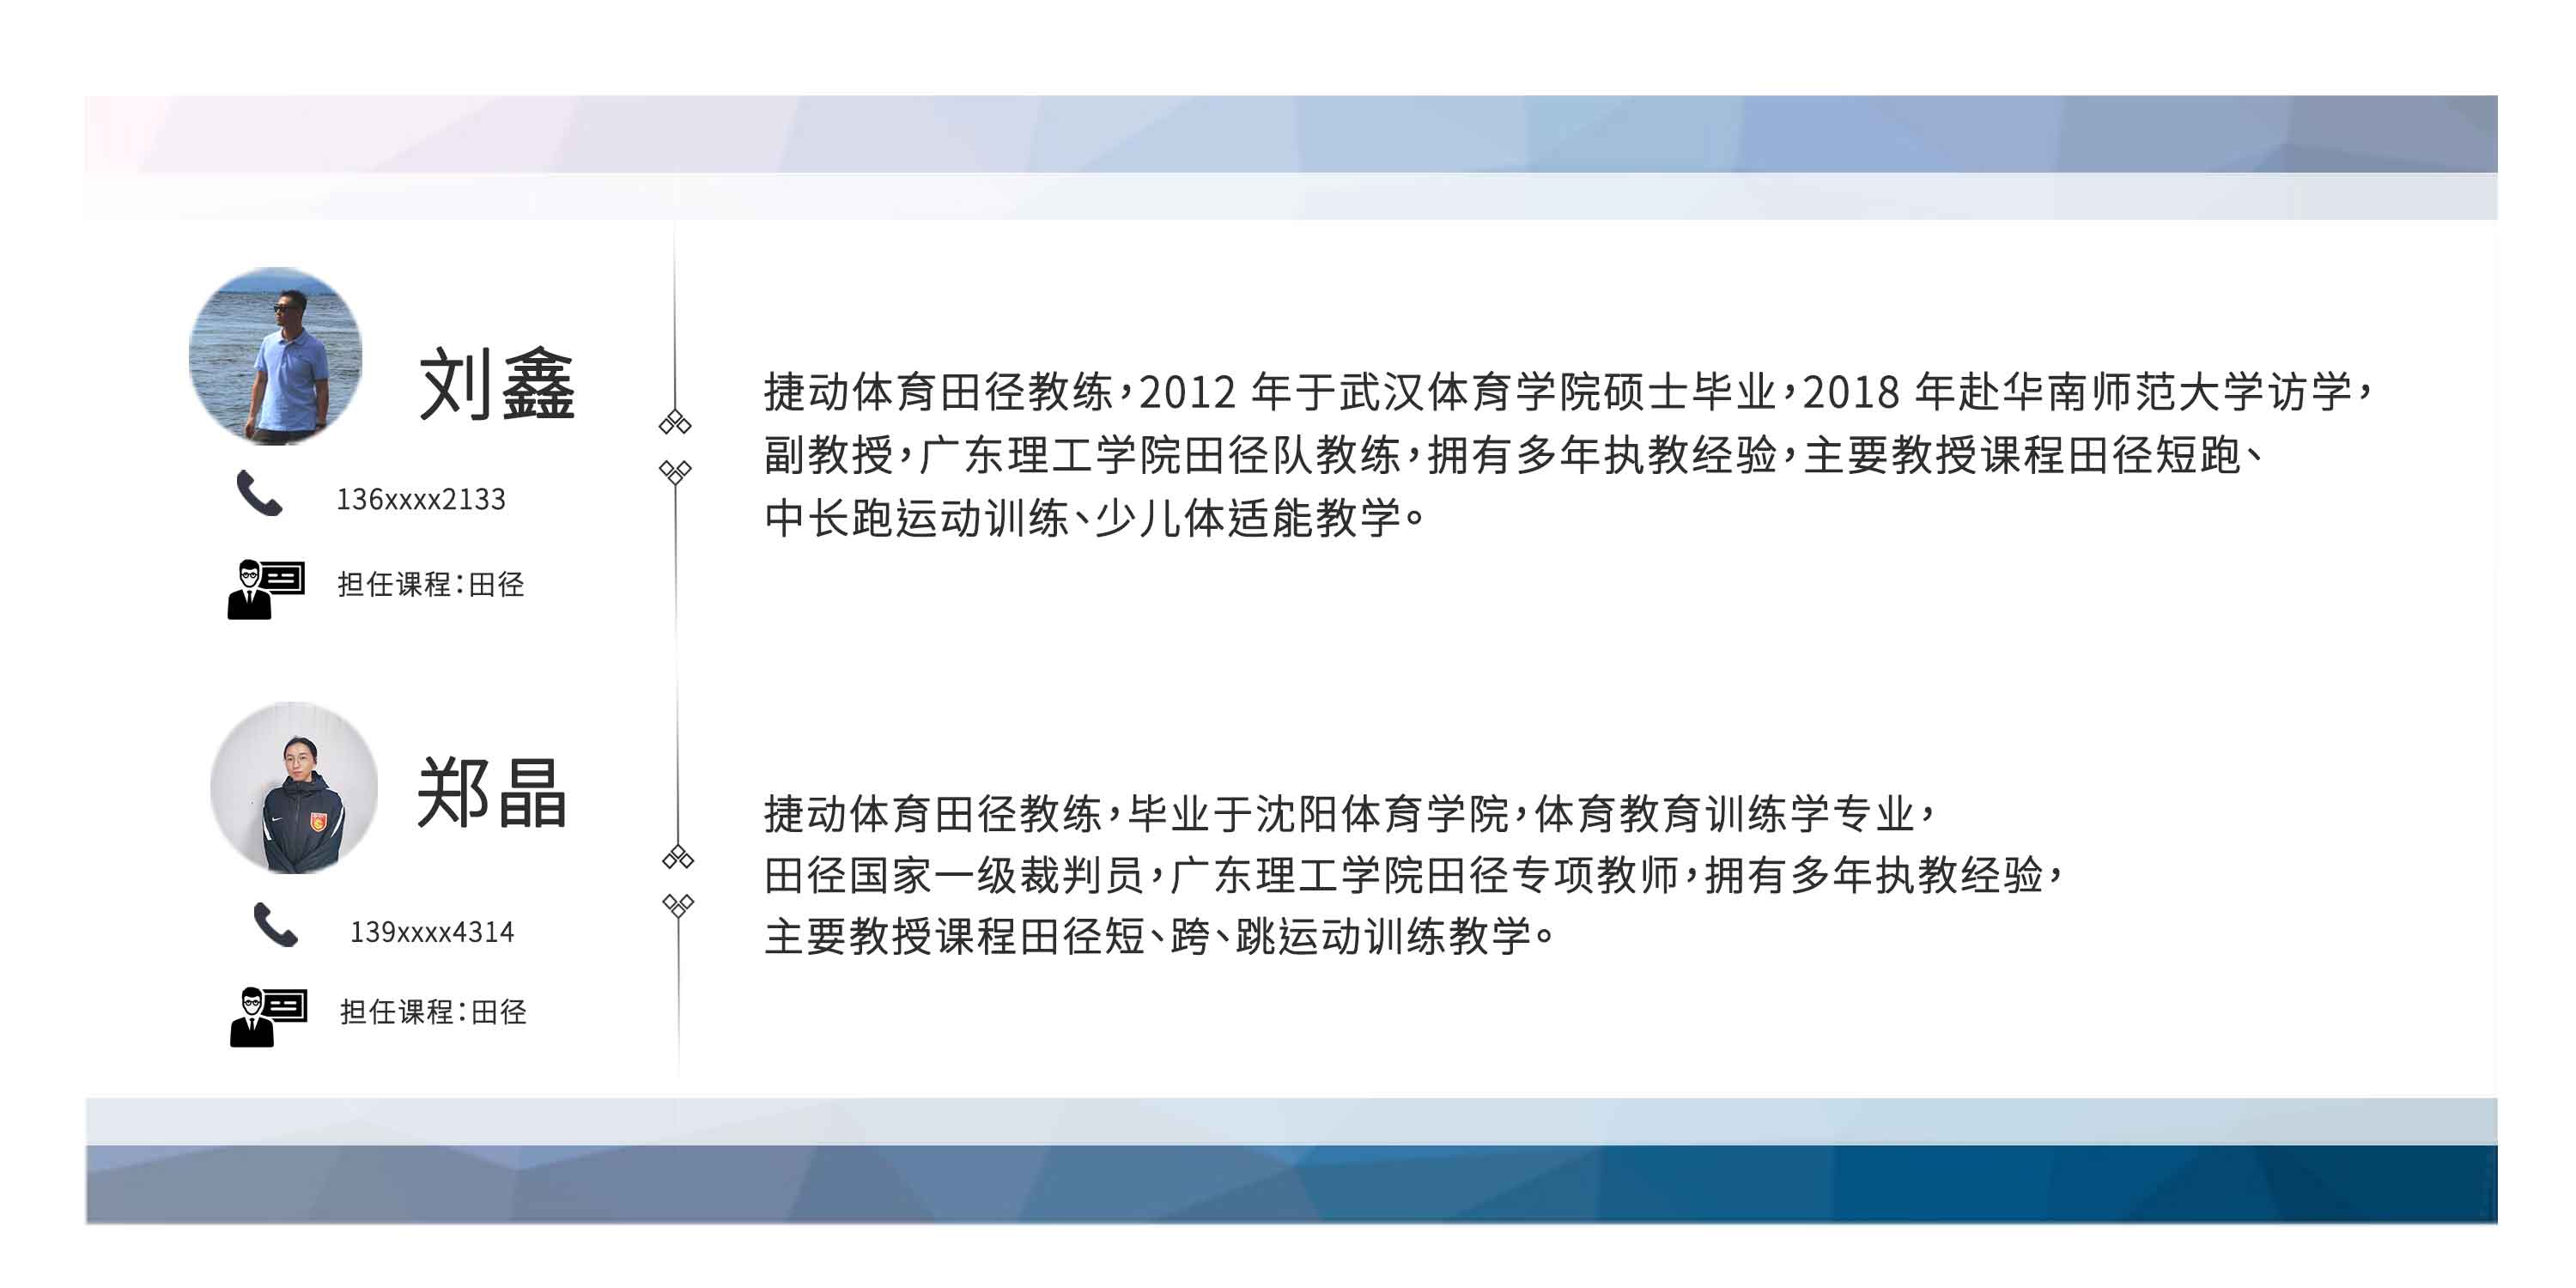 刘鑫
136xxxx2133
担任课程：田径
捷动体育田径教练，2012 年于武汉体育学院硕士毕业，2018 年赴华南师范大学访学，
副教授，广东理工学院田径队教练，拥有多年执教经验，主要教授课程田径短跑、
中长跑运动训练、少儿体适能教学。
郑晶
139xxxx4314
担任课程：田径
捷动体育田径教练，毕业于沈阳体育学院，体育教育训练学专业，
田径国家一级裁判员，广东理工学院田径专项教师，拥有多年执教经验，
主要教授课程田径短、跨、跳运动训练教学。